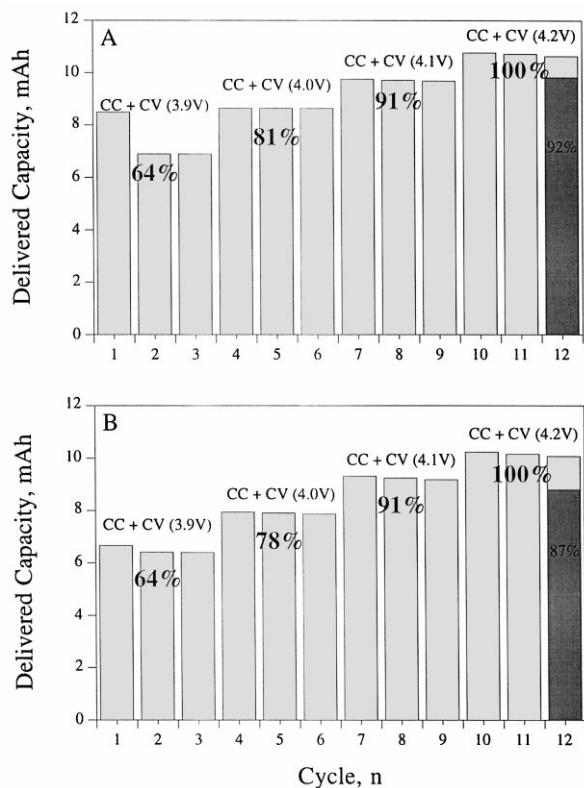 A
CC + CV (4.2V)
CC + CV (4.1V)
CC + CV (4.0V)
CC + CV (3.9V)
100%
91%
81%
64%
92%
12
10
8
6
4
2
0
Delivered Capacity, mAh
1 2 3 4 5 6 7 8 9 10 11 12
B
CC + CV (4.2V)
CC + CV (4.1V)
CC + CV (4.0V)
CC + CV (3.9V)
100%
91%
78%
64%
87%
12
10
8
6
4
2
0
Delivered Capacity, mAh
1 2 3 4 5 6 7 8 9 10 11 12
Cycle, n